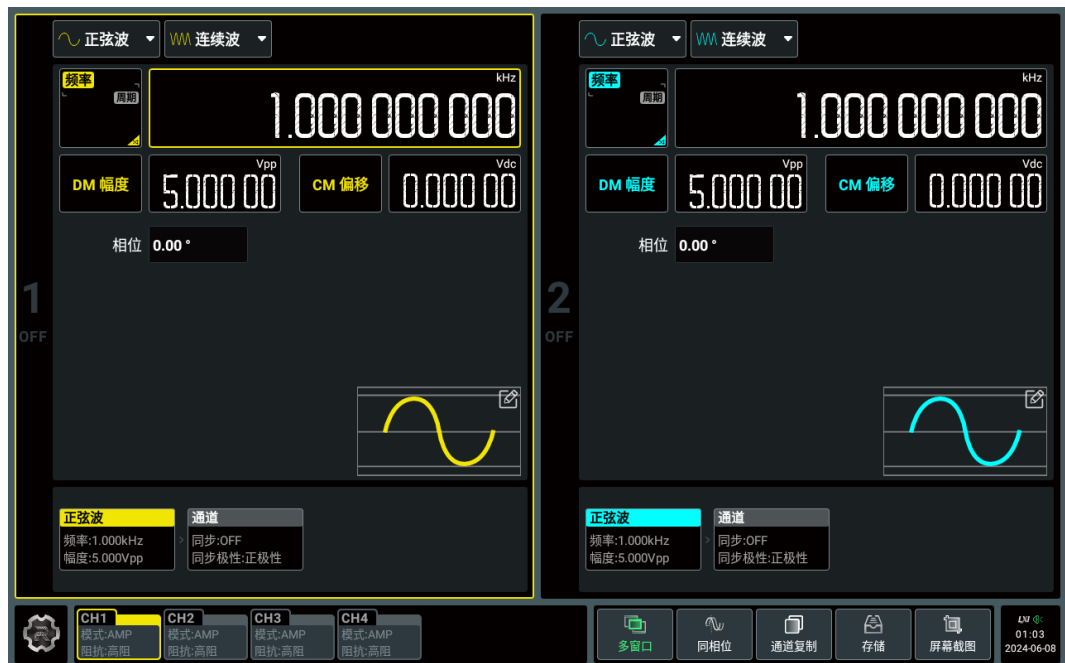 正弦波 连续波
频率
周期
kHz
1.000 000 000
DM 幅度
Vpp
5.000 00
CM 偏移
Vdc
0.000 00
相位 0.00 °
1
OFF
正弦波
频率:1.000kHz
幅度:5.000Vpp
通道
同步:OFF
同步极性:正极性
正弦波 连续波
频率
周期
kHz
1.000 000 000
DM 幅度
Vpp
5.000 00
CM 偏移
Vdc
0.000 00
相位 0.00 °
2
OFF
正弦波
频率:1.000kHz
幅度:5.000Vpp
通道
同步:OFF
同步极性:正极性
CH1
模式:AMP
阻抗:高阻
CH2
模式:AMP
阻抗:高阻
CH3
模式:AMP
阻抗:高阻
CH4
模式:AMP
阻抗:高阻
多窗口
同相位
通道复制
存储
屏幕截图
LXI
01:03
2024-06-08